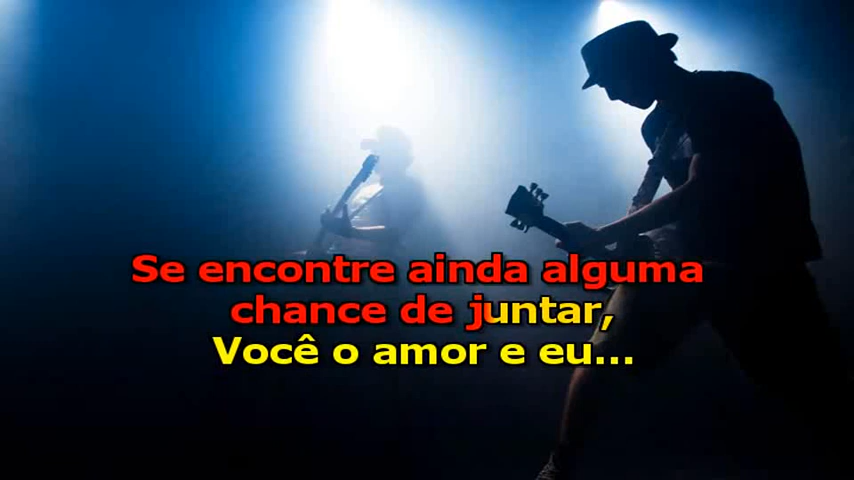 Se encontre ainda alguma
chance de juntar,
Você o amor e eu...